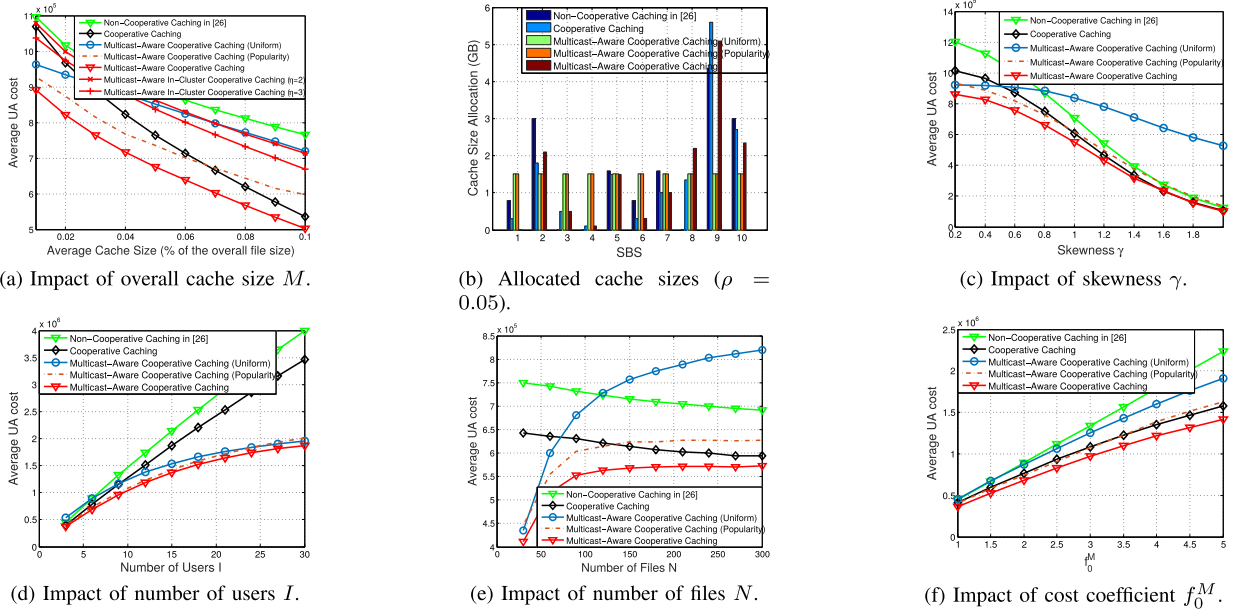 x 10^5
11
10
9
8
7
6
5
0.02
0.04
0.06
0.08
0.1
Average UA cost
Average Cache Size (% of the overall file size)
Non−Cooperative Caching in [26]
Cooperative Caching
Multicast−Aware Cooperative Caching (Uniform)
Multicast−Aware Cooperative Caching (Popularity)
Multicast−Aware Cooperative Caching
Multicast−Aware In−Cluster Cooperative Caching (η=2)
Multicast−Aware In−Cluster Cooperative Caching (η=3)
(a) Impact of overall cache size M.
6
5
4
3
2
1
0
1
2
3
4
5
6
7
8
9
10
Cache Size Allocation (GB)
SBS
Non−Cooperative Caching in [26]
Cooperative Caching
Multicast−Aware Cooperative Caching (Uniform)
Multicast−Aware Cooperative Caching (Popularity)
Multicast−Aware Cooperative Caching
(b) Allocated cache sizes (ρ =
0.05).
x 10^5
14
12
10
8
6
4
2
0
0.2
0.4
0.6
0.8
1
1.2
1.4
1.6
1.8
Average UA cost
Skewness γ
Non−Cooperative Caching in [26]
Cooperative Caching
Multicast−Aware Cooperative Caching (Uniform)
Multicast−Aware Cooperative Caching (Popularity)
Multicast−Aware Cooperative Caching
(c) Impact of skewness γ.
x 10^6
4
3.5
3
2.5
2
1.5
1
0.5
0
0
5
10
15
20
25
30
Average UA cost
Number of Users I
Non−Cooperative Caching in [26]
Cooperative Caching
Multicast−Aware Cooperative Caching (Uniform)
Multicast−Aware Cooperative Caching (Popularity)
Multicast−Aware Cooperative Caching
(d) Impact of number of users I.
x 10^5
8.5
8
7.5
7
6.5
6
5.5
5
4.5
4
0
50
100
150
200
250
300
Average UA cost
Number of Files N
Non−Cooperative Caching in [26]
Cooperative Caching
Multicast−Aware Cooperative Caching (Uniform)
Multicast−Aware Cooperative Caching (Popularity)
Multicast−Aware Cooperative Caching
(e) Impact of number of files N.
x 10^6
2.5
2
1.5
1
0.5
0
1
1.5
2
2.5
3
3.5
4
4.5
5
Average UA cost
f_0^M
Non−Cooperative Caching in [26]
Cooperative Caching
Multicast−Aware Cooperative Caching (Uniform)
Multicast−Aware Cooperative Caching (Popularity)
Multicast−Aware Cooperative Caching
(f) Impact of cost coefficient f_0^M.